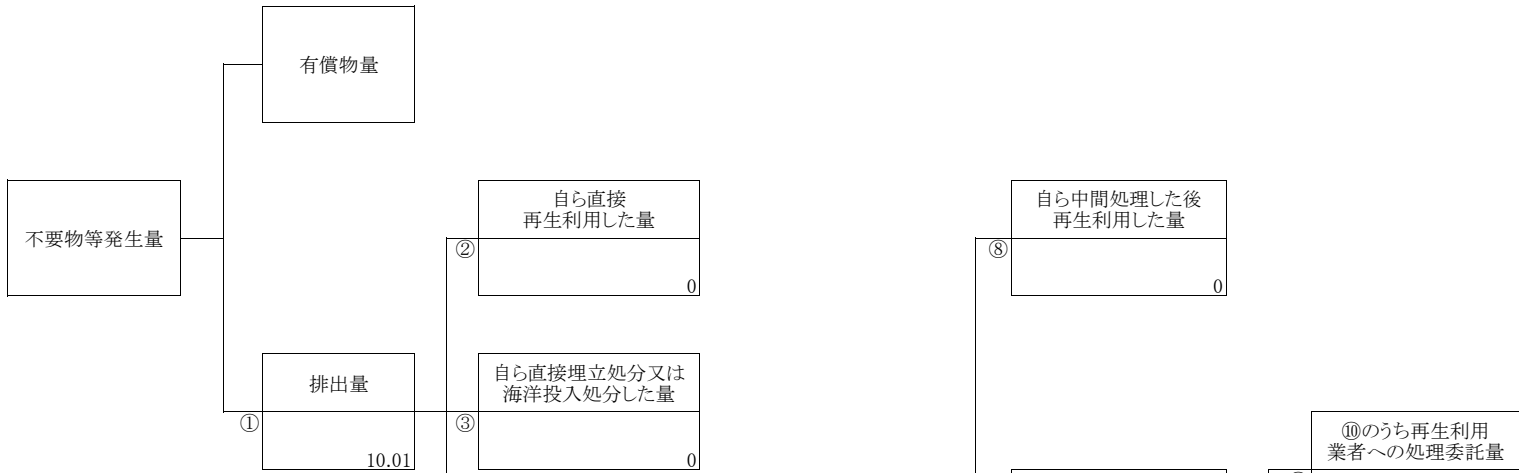 有償物量
不要物等発生量
自ら直接
再生利用した量
②
0
自ら中間処理した後
再生利用した量
⑧
0
排出量
①
10.01
自ら直接埋立処分又は
海洋投入処分した量
③
0
⑩のうち再生利用
業者への処理委託量